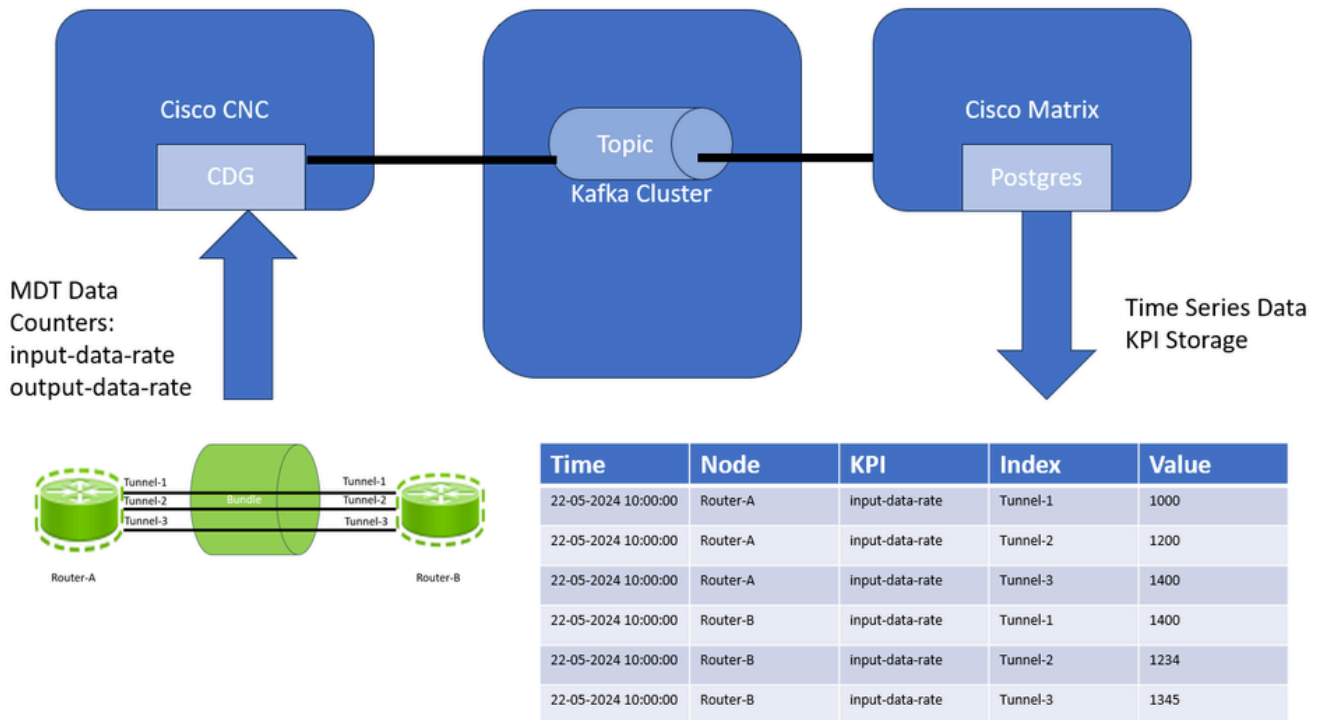 Cisco CNC
CDG
Topic
Kafka Cluster
Cisco Matrix
Postgres
MDT Data
Counters:
input-data-rate
output-data-rate
Time Series Data
KPI Storage
Tunnel-1
Tunnel-2
Tunnel-3
Bundle
Tunnel-1
Tunnel-2
Tunnel-3
Router-A
Router-B
Time Node KPI Index Value
22-05-2024 10:00:00 Router-A input-data-rate Tunnel-1 1000
22-05-2024 10:00:00 Router-A input-data-rate Tunnel-2 1200
22-05-2024 10:00:00 Router-A input-data-rate Tunnel-3 1400
22-05-2024 10:00:00 Router-B input-data-rate Tunnel-1 1400
22-05-2024 10:00:00 Router-B input-data-rate Tunnel-2 1234
22-05-2024 10:00:00 Router-B input-data-rate Tunnel-3 1345